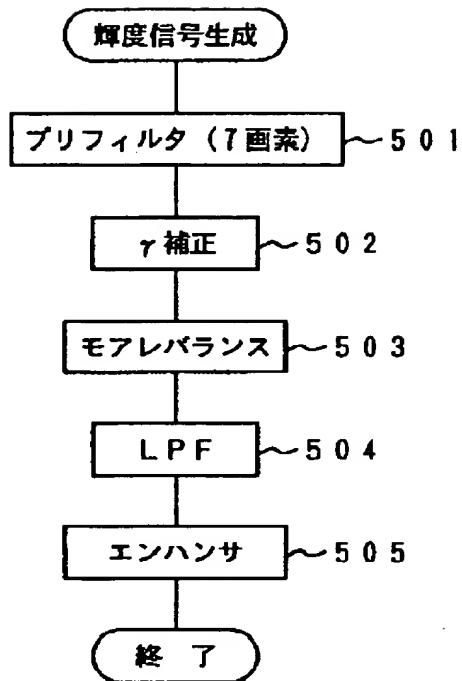 輝度信号生成
プリフィルタ（7画素） 501
γ補正 502
モアレバランス 503
LPF 504
エンハンサ 505
終了